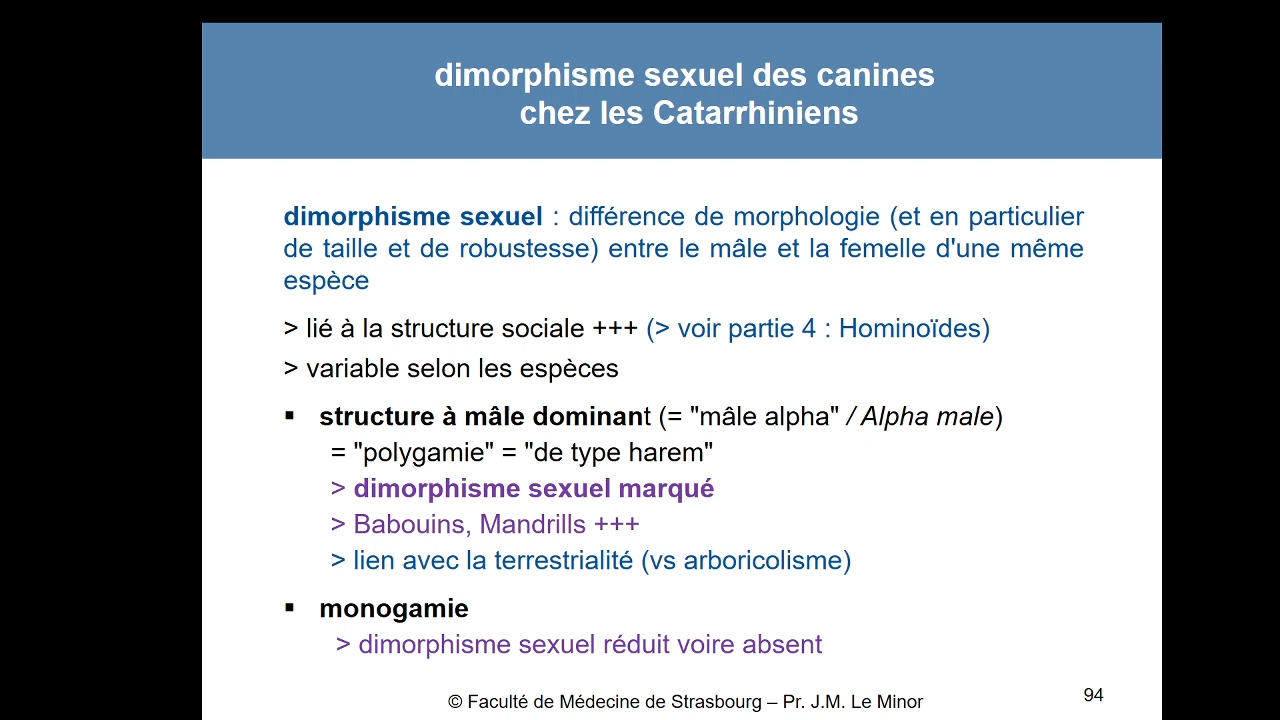 dimorphisme sexuel des canines
chez les Catarrhiniens
dimorphisme sexuel : différence de morphologie (et en particulier
de taille et de robustesse) entre le mâle et la femelle d'une même
espèce
> lié à la structure sociale +++ (> voir partie 4 : Hominoïdes)
> variable selon les espèces
▪ structure à mâle dominant (= "mâle alpha" / Alpha male)
= "polygamie" = "de type harem"
> dimorphisme sexuel marqué
> Babouins, Mandrills +++
> lien avec la terrestrialité (vs arboricolisme)
▪ monogamie
> dimorphisme sexuel réduit voire absent
© Faculté de Médecine de Strasbourg – Pr. J.M. Le Minor
94